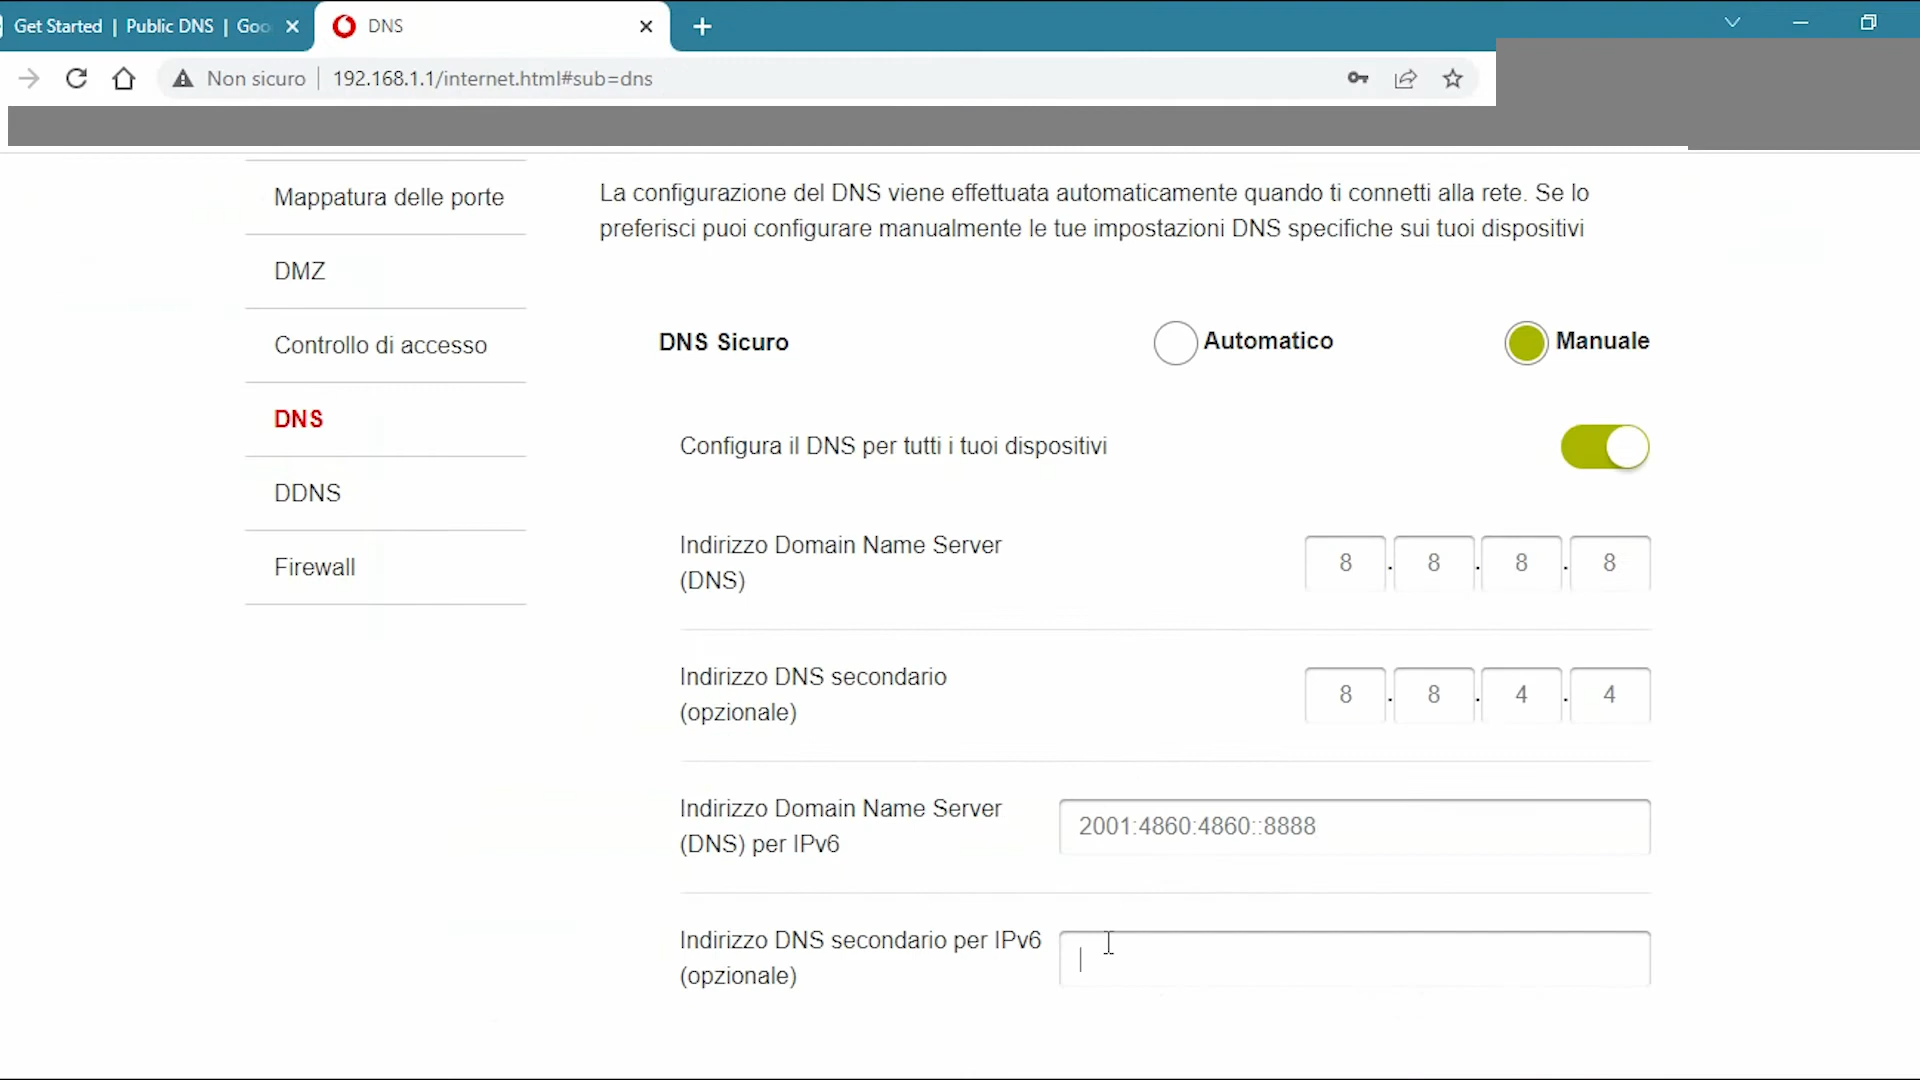 Get Started | Public DNS | Goo
DNS
Non sicuro
192.168.1.1/internet.html#sub=dns
Mappatura delle porte
DMZ
Controllo di accesso
DNS
DDNS
Firewall
La configurazione del DNS viene effettuata automaticamente quando ti connetti alla rete. Se lo
preferisci puoi configurare manualmente le tue impostazioni DNS specifiche sui tuoi dispositivi
DNS Sicuro
Automatico
Manuale
Configura il DNS per tutti i tuoi dispositivi
Indirizzo Domain Name Server
(DNS)
8 . 8 . 8 . 8
Indirizzo DNS secondario
(opzionale)
8 . 8 . 4 . 4
Indirizzo Domain Name Server
(DNS) per IPv6
2001:4860:4860::8888
Indirizzo DNS secondario per IPv6
(opzionale)